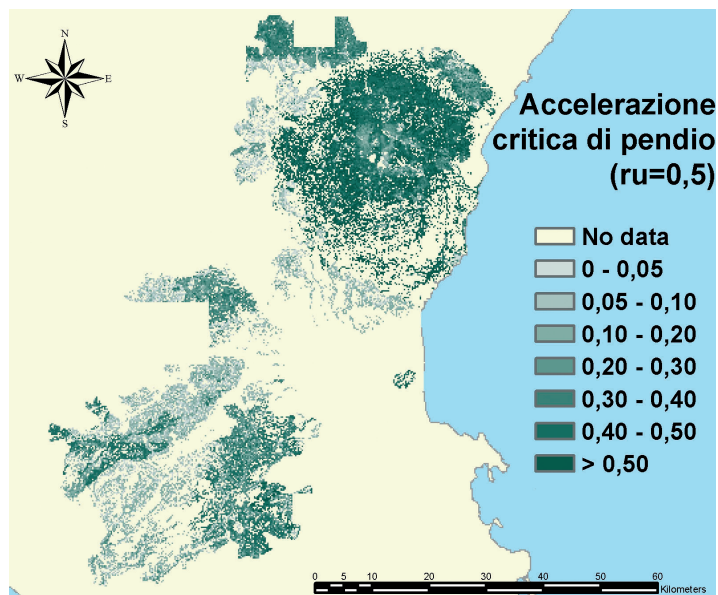 N
W
E
S
Accelerazione
critica di pendio
(ru=0,5)
No data
0 - 0,05
0,05 - 0,10
0,10 - 0,20
0,20 - 0,30
0,30 - 0,40
0,40 - 0,50
> 0,50
0 5 10 20 30 40 50 60
Kilometers